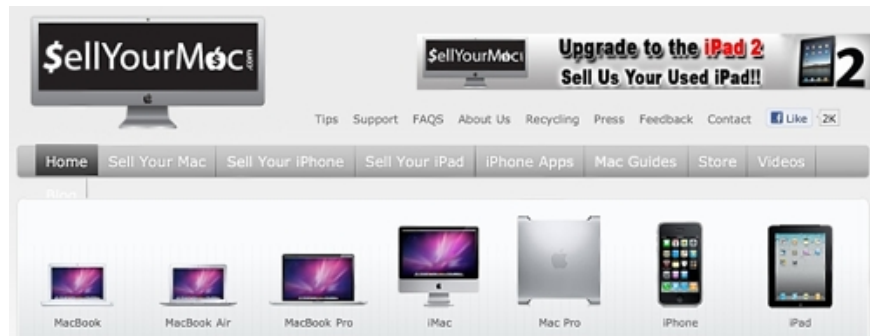 $ellYourMac.com
$ellYourMac
Upgrade to the iPad 2
Sell Us Your Used iPad!!
2
Tips Support FAQS About Us Recycling Press Feedback Contact Like 2K
Home Sell Your Mac Sell Your iPhone Sell Your iPad iPhone Apps Mac Guides Store Videos
Blog
MacBook MacBook Air MacBook Pro iMac Mac Pro iPhone iPad